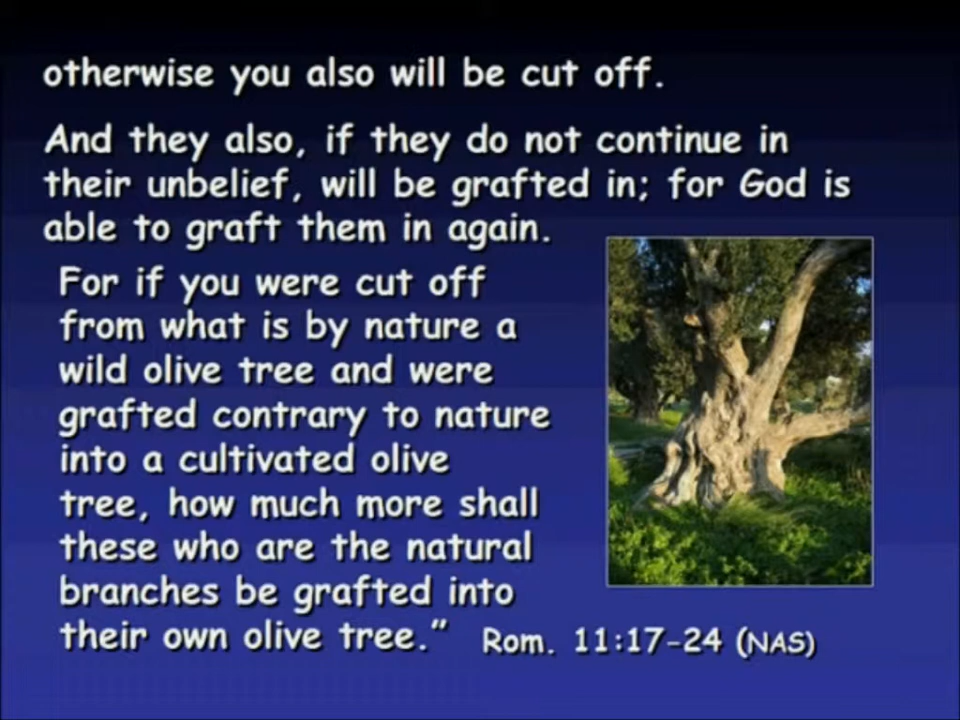 otherwise you also will be cut off.
And they also, if they do not continue in
their unbelief, will be grafted in; for God is
able to graft them in again.
For if you were cut off
from what is by nature a
wild olive tree and were
grafted contrary to nature
into a cultivated olive
tree, how much more shall
these who are the natural
branches be grafted into
their own olive tree.” Rom. 11:17-24 (NAS)